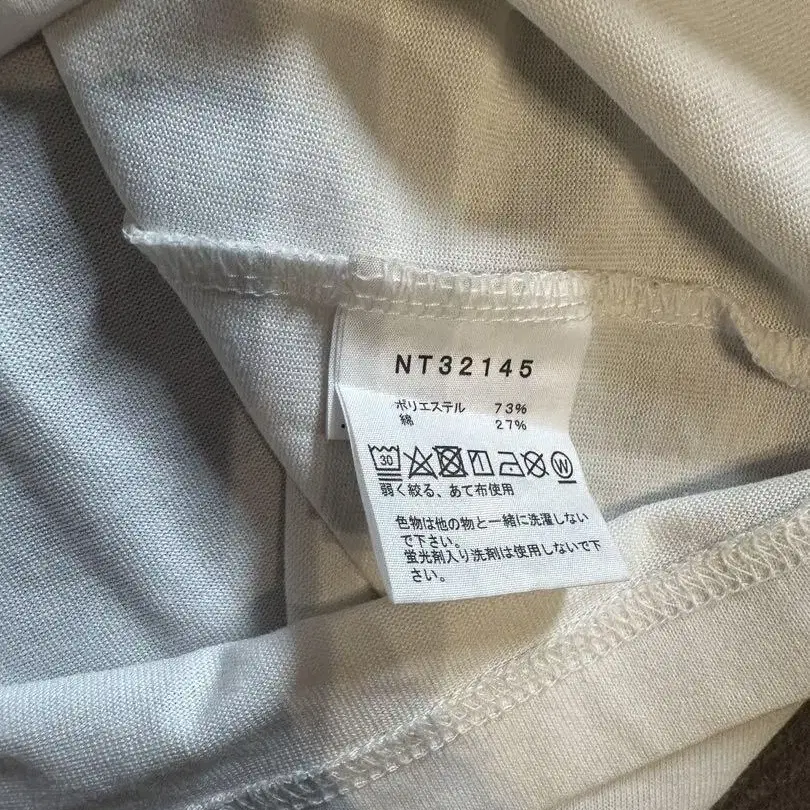 NT32145
ポリエステル 73%
綿 27%
30 W
弱く絞る、あて布使用
色物は他の物と一緒に洗濯しない
で下さい。
蛍光剤入り洗剤は使用しないで下
さい。